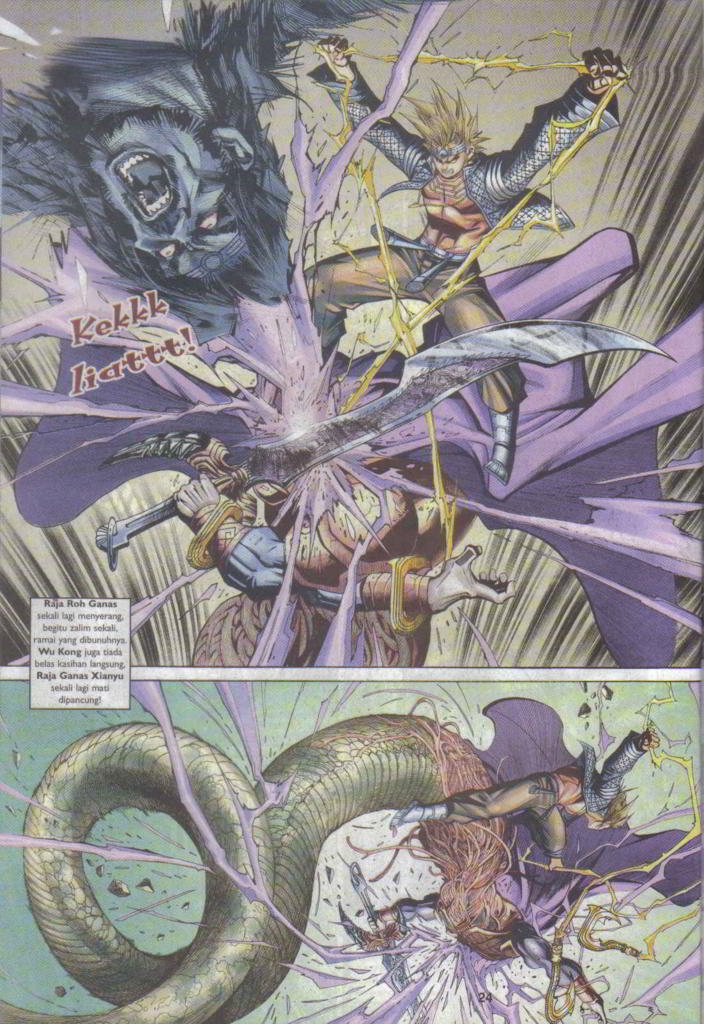 Kekkk
liattt!
Raja Roh Ganas
sekali lagi menyerang,
begitu zalim sekali,
ramai yang dibunuhnya.
Wu Kong juga tiada
belas kasihan langsung,
Raja Ganas Xianyu
sekali lagi mati
dipancung!
24